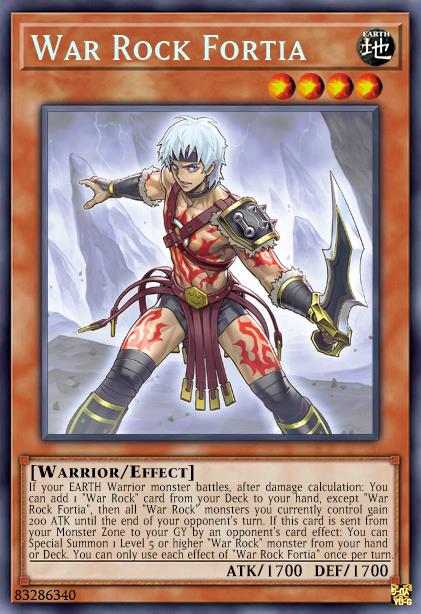 War Rock Fortia
EARTH
地
[Warrior/Effect]
If your EARTH Warrior monster battles, after damage calculation: You
can add 1 "War Rock" card from your Deck to your hand, except "War
Rock Fortia", then all "War Rock" monsters you currently control gain
200 ATK until the end of your opponent's turn. If this card is sent from
your Monster Zone to your GY by an opponent's card effect: You can
Special Summon 1 Level 5 or higher "War Rock" monster from your hand
or Deck. You can only use each effect of "War Rock Fortia" once per turn.
ATK/1700 DEF/1700
83286340